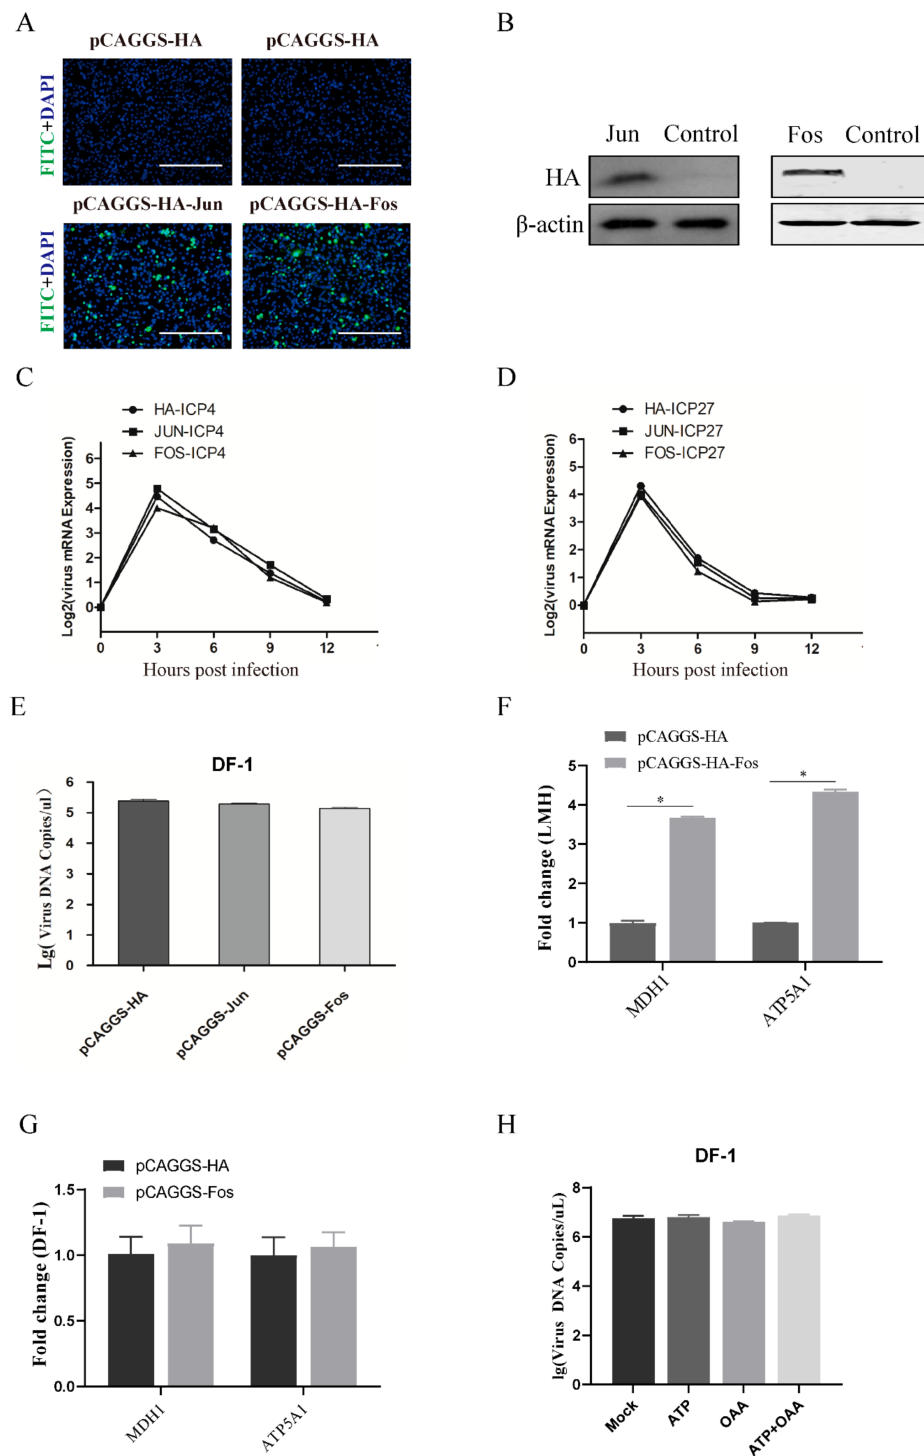 A
pCAGGS-HA
pCAGGS-HA
FITC+DAPI
pCAGGS-HA-Jun
pCAGGS-HA-Fos
FITC+DAPI
B
Jun Control
Fos Control
HA
β-actin
C
HA-ICP4
JUN-ICP4
FOS-ICP4
Log2(virus mRNA Expression)
6
5
4
3
2
1
0
0 3 6 9 12
Hours post infection
D
HA-ICP27
JUN-ICP27
FOS-ICP27
Log2(virus mRNA Expression)
6
5
4
3
2
1
0
0 3 6 9 12
Hours post infection
E
DF-1
Lg( Virus DNA Copies/ul)
6
5
4
3
2
1
0
pCAGGS-HA
pCAGGS-Jun
pCAGGS-Fos
F
pCAGGS-HA
pCAGGS-HA-Fos
Fold change (LMH)
5
4
3
2
1
0
*
*
MDH1
ATP5A1
G
pCAGGS-HA
pCAGGS-Fos
Fold change (DF-1)
1.5
1.0
0.5
0.0
MDH1
ATP5A1
H
DF-1
lg(Virus DNA Copies/uL)
8
6
4
2
0
Mock
ATP
OAA
ATP+OAA